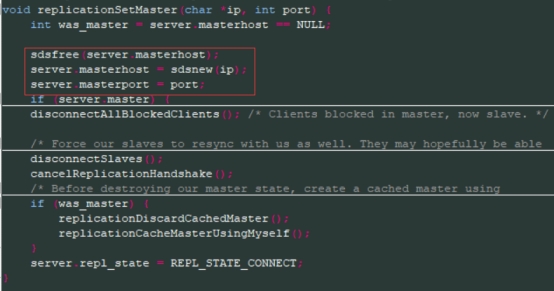 void replicationSetMaster(char *ip, int port) {
int was_master = server.masterhost == NULL;
sdsfree(server.masterhost);
server.masterhost = sdsnew(ip);
server.masterport = port;
if (server.master) {
disconnectAllBlockedClients(); /* Clients blocked in master, now slave. */
/* Force our slaves to resync with us as well. They may hopefully be able
disconnectSlaves();
cancelReplicationHandshake();
/* Before destroying our master state, create a cached master using
if (was_master) {
replicationDiscardCachedMaster();
replicationCacheMasterUsingMyself();
}
server.repl_state = REPL_STATE_CONNECT;
}